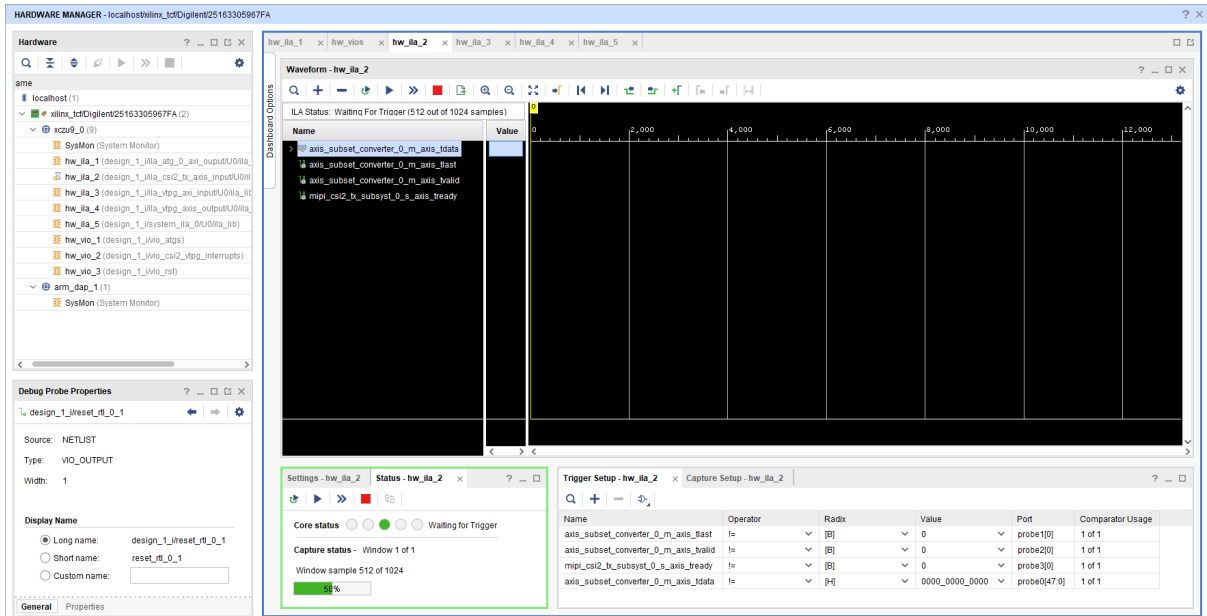 HARDWARE MANAGER - localhost/xilinx_tcf/Digilent/25163305967FA
Hardware
ame
localhost (1)
xilinx_tcf/Digilent/25163305967FA (2)
xczu9_0 (9)
SysMon (System Monitor)
hw_ila_1 (design_1_i/ila_atg_0_axi_ouput/U0/ila_
hw_ila_2 (design_1_i/ila_csi2_tx_axis_input/U0/il
hw_ila_3 (design_1_i/ila_vtpg_axi_input/U0/ila_lit
hw_ila_4 (design_1_i/ila_vtpg_axis_output/U0/ila_
hw_ila_5 (design_1_i/system_ila_0/U0/ila_lib)
hw_vio_1 (design_1_i/vio_atgs)
hw_vio_2 (design_1_i/vio_csi2_vtpg_interrupts)
hw_vio_3 (design_1_i/vio_rst)
arm_dap_1 (1)
SysMon (System Monitor)
Debug Probe Properties
design_1_i/reset_rtl_0_1
Source: NETLIST
Type: VIO_OUTPUT
Width: 1
Display Name
Long name: design_1_i/reset_rtl_0_1
Short name: reset_rtl_0_1
Custom name:
General Properties
hw_ila_1 hw_vios hw_ila_2 hw_ila_3 hw_ila_4 hw_ila_5
Dashboard Options
Waveform - hw_ila_2
ILA Status: Waiting For Trigger (512 out of 1024 samples)
Name Value
axis_subset_converter_0_m_axis_tdata
axis_subset_converter_0_m_axis_tlast
axis_subset_converter_0_m_axis_tvalid
mipi_csi2_tx_subsyst_0_s_axis_tready
0
0 2,000 4,000 6,000 8,000 10,000 12,000
Settings - hw_ila_2 Status - hw_ila_2
Core status Waiting for Trigger
Capture status - Window 1 of 1
Window sample 512 of 1024
50%
Trigger Setup - hw_ila_2 Capture Setup - hw_ila_2
Name Operator Radix Value Port Comparator Usage
axis_subset_converter_0_m_axis_tlast != [B] 0 probe1[0] 1 of 1
axis_subset_converter_0_m_axis_tvalid != [B] 0 probe2[0] 1 of 1
mipi_csi2_tx_subsyst_0_s_axis_tready != [B] 0 probe3[0] 1 of 1
axis_subset_converter_0_m_axis_tdata != [H] 0000_0000_0000 probe0[47:0] 1 of 1